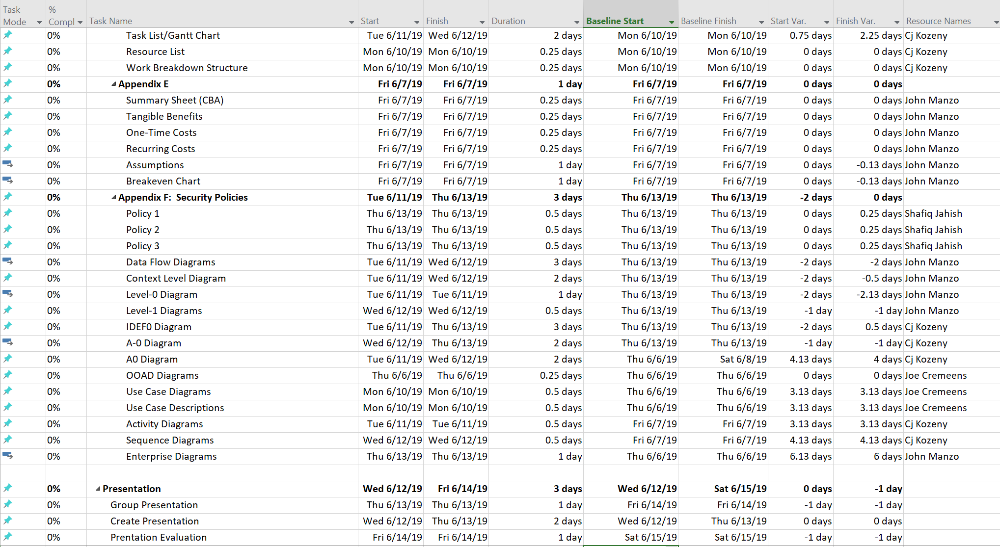 Task Mode % Compl Task Name Start Finish Duration Baseline Start Baseline Finish Start Var. Finish Var. Resource Names
0% Task List/Gantt Chart Tue 6/11/19 Wed 6/12/19 2 days Mon 6/10/19 Mon 6/10/19 0.75 days 2.25 days Cj Kozeny
0% Resource List Mon 6/10/19 Mon 6/10/19 0.25 days Mon 6/10/19 Mon 6/10/19 0 days 0 days Cj Kozeny
0% Work Breakdown Structure Mon 6/10/19 Mon 6/10/19 0.25 days Mon 6/10/19 Mon 6/10/19 0 days 0 days Cj Kozeny
0% Appendix E Fri 6/7/19 Fri 6/7/19 1 day Fri 6/7/19 Fri 6/7/19 0 days 0 days
0% Summary Sheet (CBA) Fri 6/7/19 Fri 6/7/19 0.25 days Fri 6/7/19 Fri 6/7/19 0 days 0 days John Manzo
0% Tangible Benefits Fri 6/7/19 Fri 6/7/19 0.25 days Fri 6/7/19 Fri 6/7/19 0 days 0 days John Manzo
0% One-Time Costs Fri 6/7/19 Fri 6/7/19 0.25 days Fri 6/7/19 Fri 6/7/19 0 days 0 days John Manzo
0% Recurring Costs Fri 6/7/19 Fri 6/7/19 0.25 days Fri 6/7/19 Fri 6/7/19 0 days 0 days John Manzo
0% Assumptions Fri 6/7/19 Fri 6/7/19 1 day Fri 6/7/19 Fri 6/7/19 0 days -0.13 days John Manzo
0% Breakeven Chart Fri 6/7/19 Fri 6/7/19 1 day Fri 6/7/19 Fri 6/7/19 0 days -0.13 days John Manzo
0% Appendix F: Security Policies Tue 6/11/19 Thu 6/13/19 3 days Thu 6/13/19 Thu 6/13/19 -2 days 0 days
0% Policy 1 Thu 6/13/19 Thu 6/13/19 0.5 days Thu 6/13/19 Thu 6/13/19 0 days 0.25 days Shafiq Jahish
0% Policy 2 Thu 6/13/19 Thu 6/13/19 0.5 days Thu 6/13/19 Thu 6/13/19 0 days 0.25 days Shafiq Jahish
0% Policy 3 Thu 6/13/19 Thu 6/13/19 0.5 days Thu 6/13/19 Thu 6/13/19 0 days 0.25 days Shafiq Jahish
0% Data Flow Diagrams Tue 6/11/19 Wed 6/12/19 3 days Thu 6/13/19 Thu 6/13/19 -2 days -2 days John Manzo
0% Context Level Diagram Tue 6/11/19 Wed 6/12/19 2 days Thu 6/13/19 Thu 6/13/19 -2 days -0.5 days John Manzo
0% Level-0 Diagram Tue 6/11/19 Tue 6/11/19 1 day Thu 6/13/19 Thu 6/13/19 -2 days -2.13 days John Manzo
0% Level-1 Diagrams Wed 6/12/19 Wed 6/12/19 0.5 days Thu 6/13/19 Thu 6/13/19 -1 day -1 day John Manzo
0% IDEF0 Diagram Tue 6/11/19 Thu 6/13/19 3 days Thu 6/13/19 Thu 6/13/19 -2 days 0.5 days Cj Kozeny
0% A-0 Diagram Wed 6/12/19 Thu 6/13/19 2 days Thu 6/13/19 Thu 6/13/19 -1 day -1 day Cj Kozeny
0% A0 Diagram Tue 6/11/19 Wed 6/12/19 2 days Thu 6/6/19 Sat 6/8/19 4.13 days 4 days Cj Kozeny
0% OOAD Diagrams Thu 6/6/19 Thu 6/6/19 0.25 days Thu 6/6/19 Thu 6/6/19 0 days 0 days Joe Cremeens
0% Use Case Diagrams Mon 6/10/19 Mon 6/10/19 0.5 days Thu 6/6/19 Thu 6/6/19 3.13 days 3.13 days Joe Cremeens
0% Use Case Descriptions Mon 6/10/19 Mon 6/10/19 0.5 days Thu 6/6/19 Thu 6/6/19 3.13 days 3.13 days Joe Cremeens
0% Activity Diagrams Tue 6/11/19 Tue 6/11/19 0.5 days Fri 6/7/19 Fri 6/7/19 3.13 days 3.13 days Cj Kozeny
0% Sequence Diagrams Wed 6/12/19 Wed 6/12/19 0.5 days Fri 6/7/19 Fri 6/7/19 4.13 days 4.13 days Cj Kozeny
0% Enterprise Diagrams Thu 6/13/19 Thu 6/13/19 1 day Thu 6/6/19 Thu 6/6/19 6.13 days 6 days John Manzo
0% Presentation Wed 6/12/19 Fri 6/14/19 3 days Wed 6/12/19 Sat 6/15/19 0 days -1 day
0% Group Presentation Thu 6/13/19 Thu 6/13/19 1 day Fri 6/14/19 Fri 6/14/19 -1 day -1 day
0% Create Presentation Wed 6/12/19 Thu 6/13/19 2 days Wed 6/12/19 Thu 6/13/19 0 days 0 days
0% Prentation Evaluation Fri 6/14/19 Fri 6/14/19 1 day Sat 6/15/19 Sat 6/15/19 -1 day -1 day